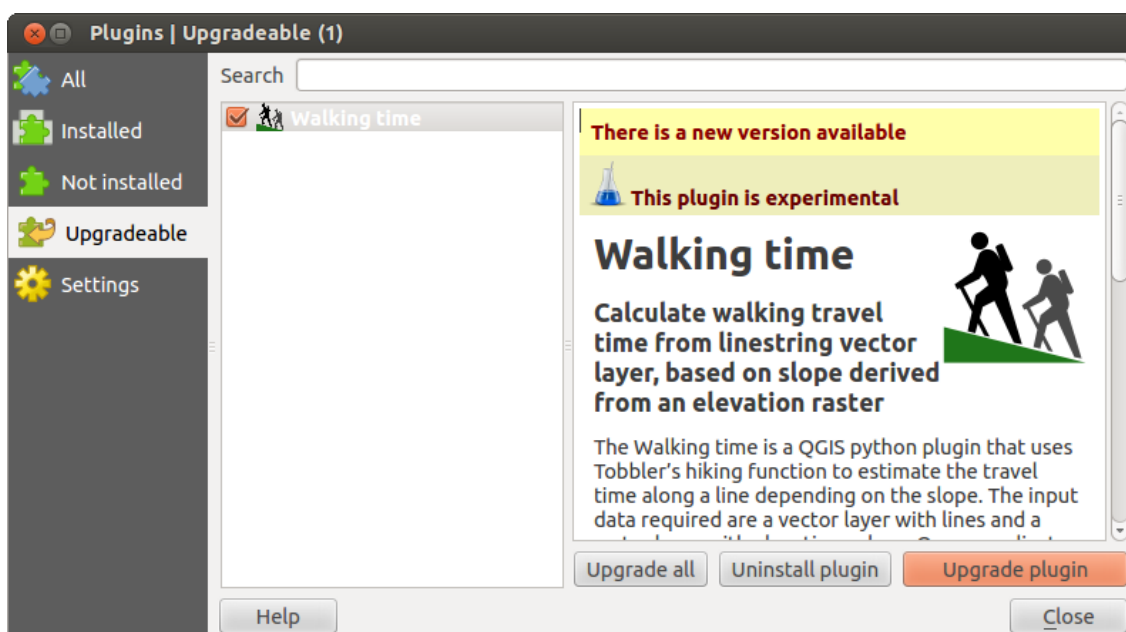 Plugins | Upgradeable (1)
All
Installed
Not installed
Upgradeable
Settings
Search
Walking time
There is a new version available
This plugin is experimental
Walking time
Calculate walking travel
time from linestring vector
layer, based on slope derived
from an elevation raster
The Walking time is a QGIS python plugin that uses
Tobbler's hiking function to estimate the travel
time along a line depending on the slope. The input
data required are a vector layer with lines and a
Upgrade all
Uninstall plugin
Upgrade plugin
Help
Close